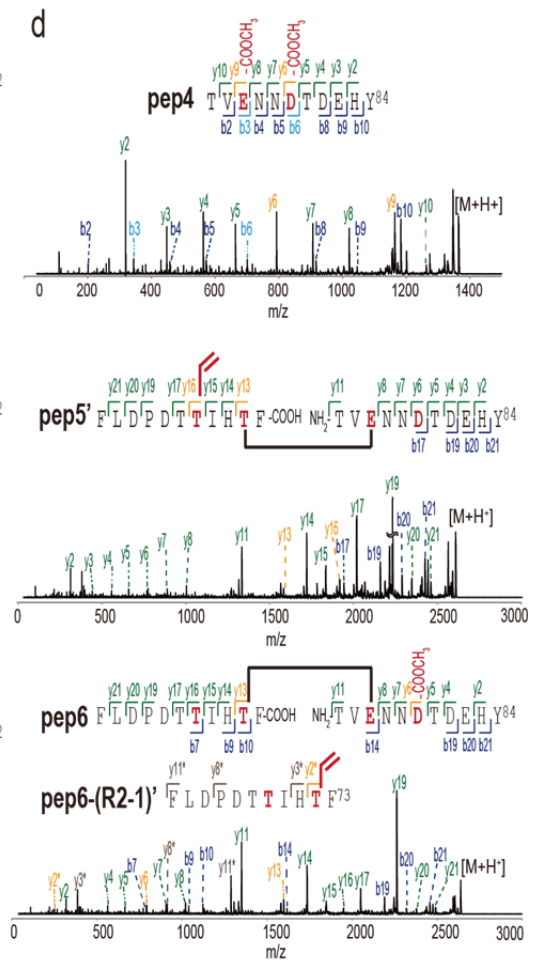 d
COOCH3 COOCH3
y10 y9 y8 y7 y6 y5 y4 y3 y2
pep4 T V E N N D T D E H Y84
b2 b3 b4 b5 b6 b8 b9 b10
y2
b2 b3 y3 b4 y4 b5 y5 b6 y6 y7 b8 y8 b9 y9 b10 y10 [M+H+]
0 200 400 600 800 1000 1200 1400
m/z
y21 y20 y19 y17 y16 y15 y14 y13 y11 y8 y7 y6 y5 y4 y3 y2
pep5' F L D P D T T I H T F -COOH NH2- T V E N N D T D E H Y84
b17 b19 b20 b21
y2 y3 y4 y5 y6 y7 y8 y11 y13 y14 y15 y16 b17 y17 b19 y19 b20 y20 b21 y21 [M+H+]
0 500 1000 1500 2000 2500 3000
m/z
COOCH3
y21 y20 y19 y17 y16 y15 y14 y13 y11 y8 y7 y6 y5 y4 y2
pep6 F L D P D T T I H T F -COOH NH2- T V E N N D T D E H Y84
b7 b9 b10 b14 b19 b20 b21
y11* y8* y3* y2*
pep6-(R2-1)' F L D P D T T I H T F73
y2* y2 y3* y4 y5 b7 y6 y7 y8* y8 b9 b10 y11* y11 y13 b14 y14 y15 y16 y17 b19 y19 b20 y20 b21 y21 [M+H+]
0 500 1000 1500 2000 2500 3000
m/z